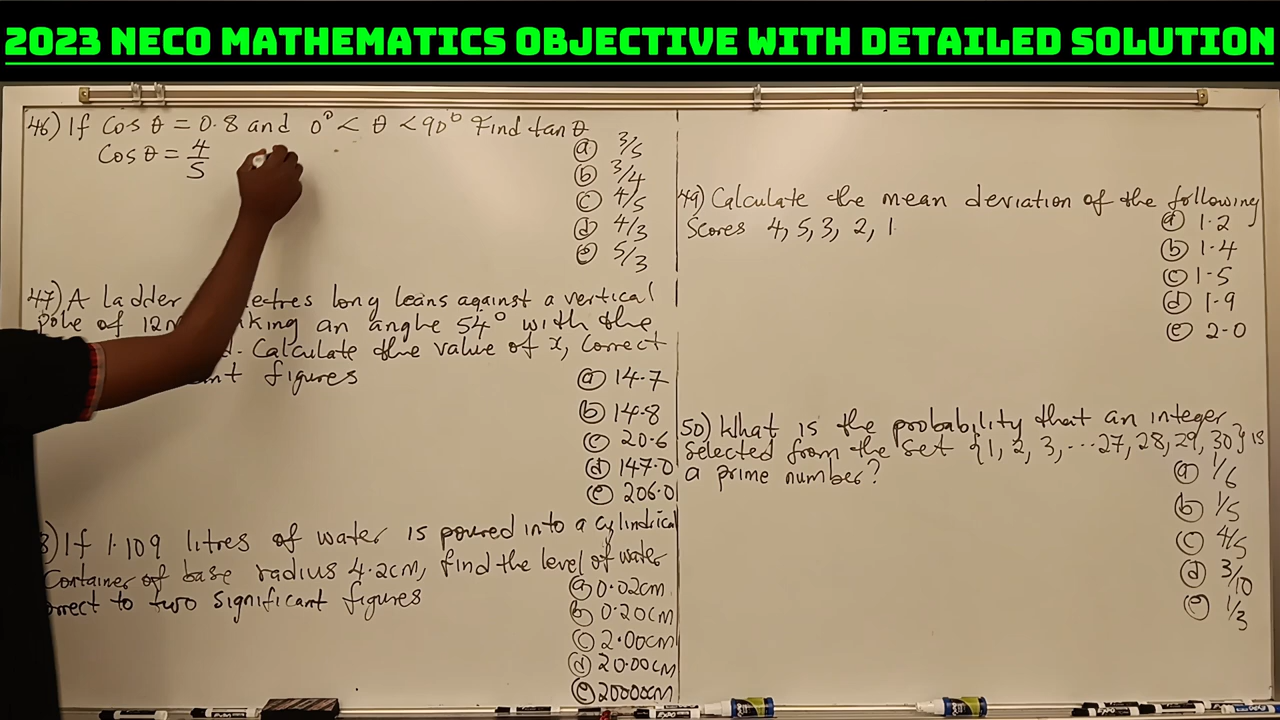 2023 NECO MATHEMATICS OBJECTIVE WITH DETAILED SOLUTION
46) If Cos θ = 0.8 and 0° < θ < 90° Find tan θ
Cos θ = 4/5
(a) 3/5
(b) 3/4
(c) 4/5
(d) 4/3
(e) 5/3
47) A Ladder etres long leans against a vertical
pole of 12m king an angle 54° with the
d. Calculate the value of x, Correct
nt figures
(a) 14.7
(b) 14.8
(c) 20.6
(d) 147.0
(e) 206.0
8) If 1.109 litres of water is poured into a cylindrical
Container of base radius 4.2cm, find the level of water
orrect to two significant figures
(a) 0.02cm
(b) 0.20cm
(c) 2.00cm
(d) 20.00cm
(e) 2000cm
49) Calculate the mean deviation of the following
Scores 4, 5, 3, 2, 1
(a) 1.2
(b) 1.4
(c) 1.5
(d) 1.9
(e) 2.0
50) What is the probability that an integer
selected from the set {1, 2, 3, ...27, 28, 29, 30} is
a prime number?
(a) 1/6
(b) 1/5
(c) 4/5
(d) 3/10
(e) 1/3
EXPO